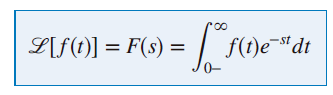 ℒ[f(t)] = F(s) = ∫₀₋^∞ f(t)e^{-st} dt